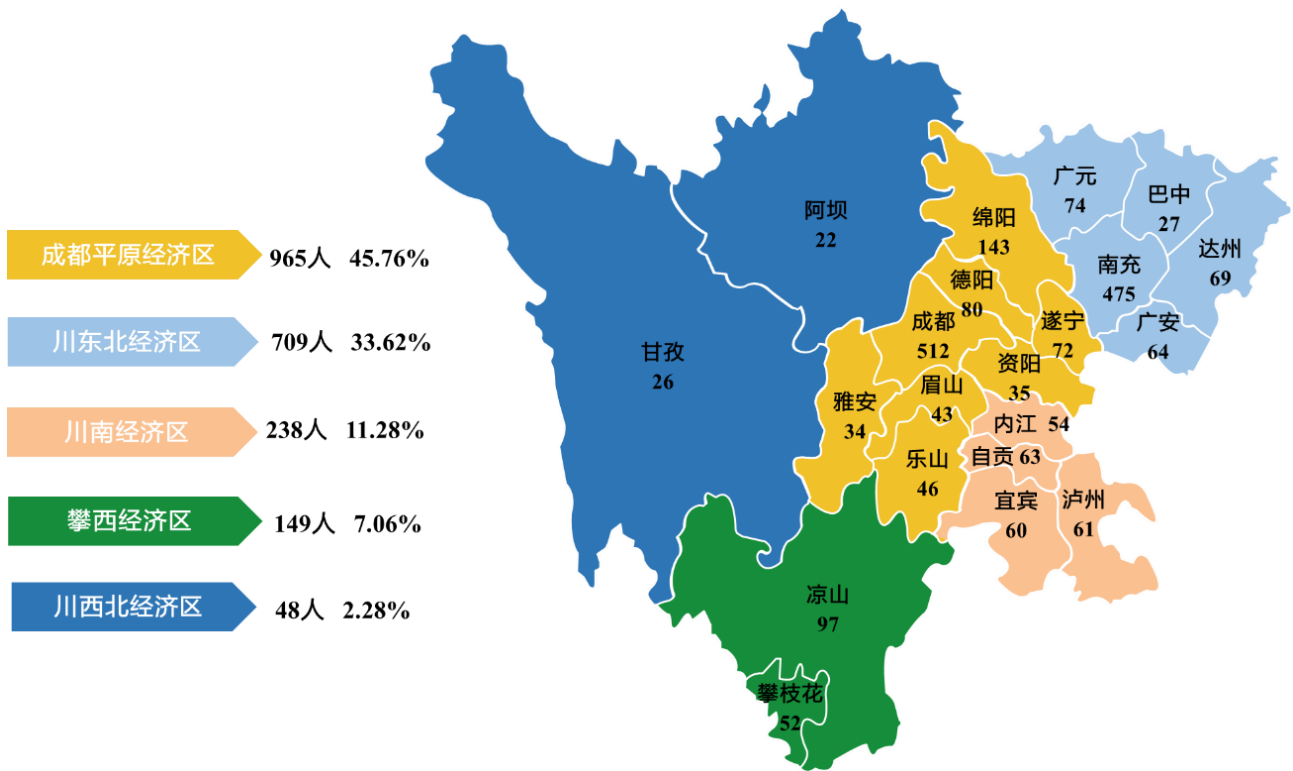 成都平原经济区 965人 45.76%
川东北经济区 709人 33.62%
川南经济区 238人 11.28%
攀西经济区 149人 7.06%
川西北经济区 48人 2.28%
阿坝
22
甘孜
26
绵阳
143
德阳
80
成都
512
遂宁
72
资阳
35
眉山
43
雅安
34
乐山
46
广元
74
巴中
27
达州
69
南充
475
广安
64
内江 54
自贡 63
宜宾
60
泸州
61
凉山
97
攀枝花
52